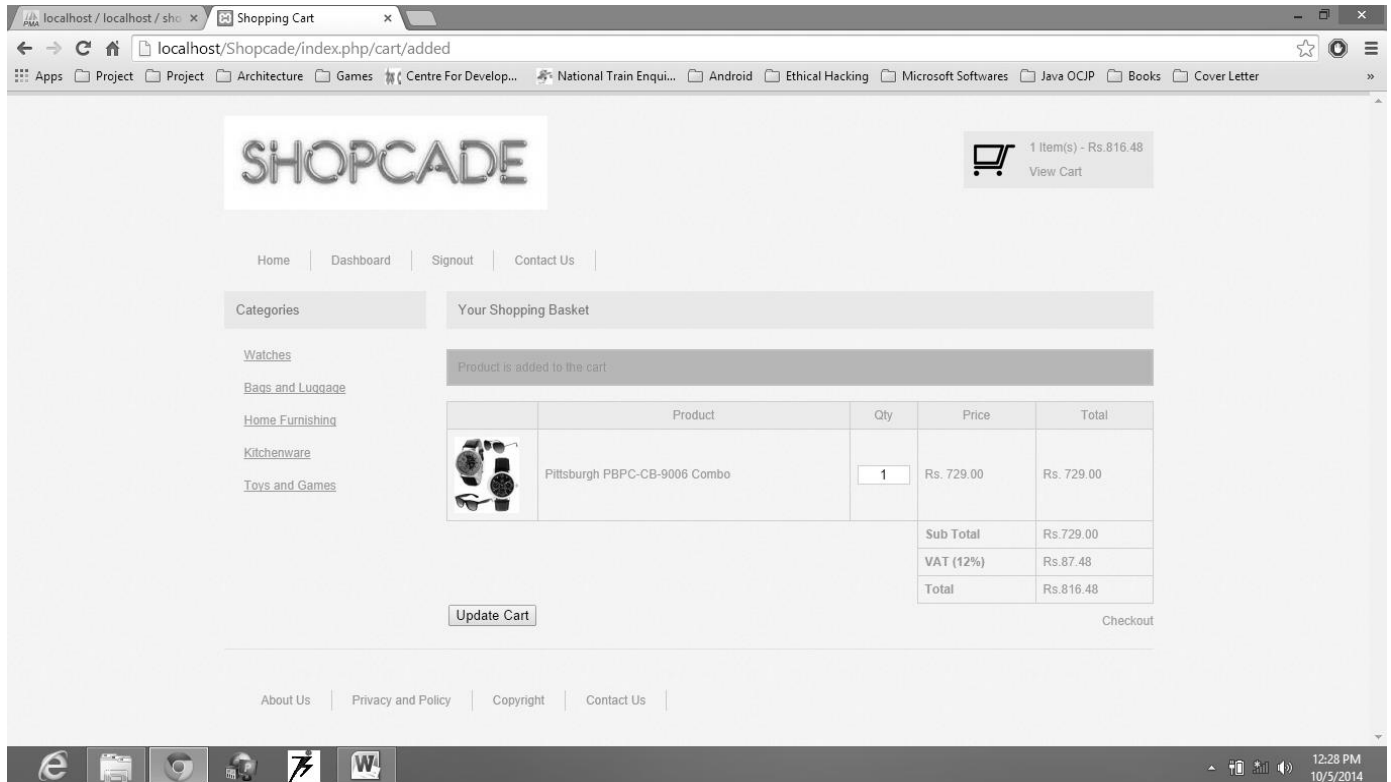 PMA localhost / localhost / sho
Shopping Cart
localhost/Shopcade/index.php/cart/added
Apps Project Project Architecture Games Centre For Develop... National Train Enqui... Android Ethical Hacking Microsoft Softwares Java OCJP Books Cover Letter »
SHOPCADE
1 Item(s) - Rs.816.48
View Cart
Home Dashboard Signout Contact Us
Categories
Watches
Bags and Luggage
Home Furnishing
Kitchenware
Toys and Games
Your Shopping Basket
Product is added to the cart
Product Qty Price Total
Pittsburgh PBPC-CB-9006 Combo 1 Rs. 729.00 Rs. 729.00
Sub Total Rs.729.00
VAT (12%) Rs.87.48
Total Rs.816.48
Update Cart
Checkout
About Us Privacy and Policy Copyright Contact Us
12:28 PM
10/5/2014